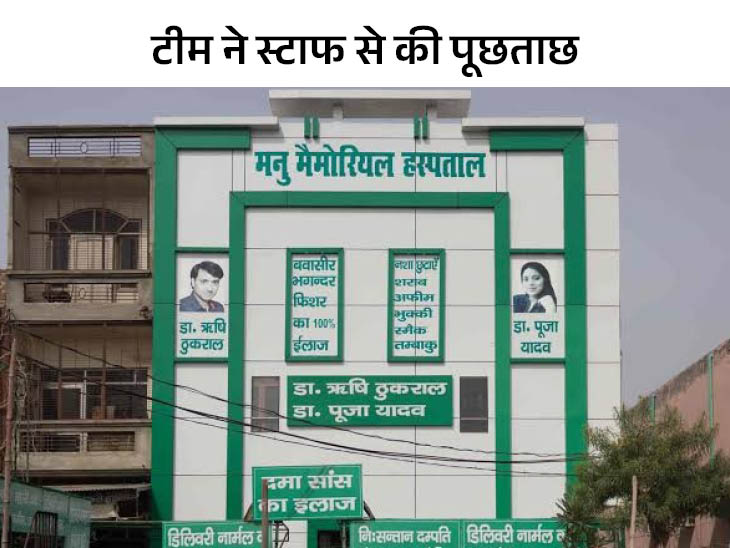 टीम ने स्टाफ से की पूछताछ
मनु मैमोरियल हस्पताल
बवासीर
भगन्दर
फिशर
का 100%
ईलाज
नशा छुटाएँ
शराब
अफीम
भुक्की
स्मैक
तम्बाकु
डा. ऋषि
ठुकराल
डा. पूजा
यादव
डा. ऋषि ठुकराल
डा. पूजा यादव
दमा सांस
का इलाज
डिलिवरी नार्मल
नि:सन्तान दम्पति
डिलिवरी नार्मल